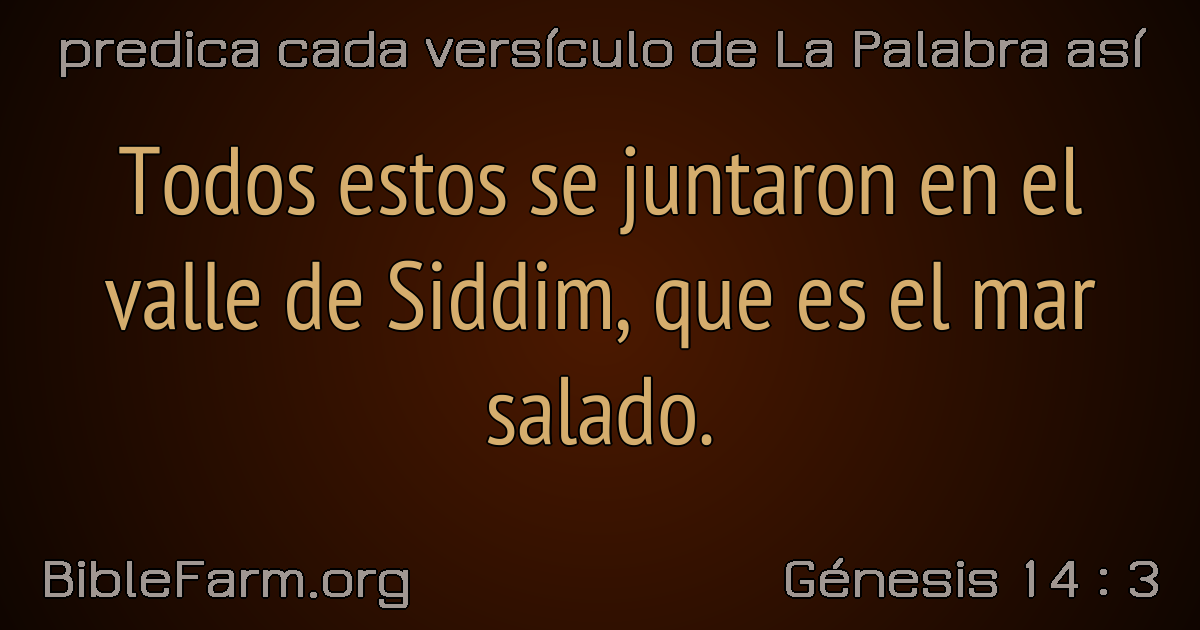 predica cada versículo de La Palabra así
Todos estos se juntaron en el
valle de Siddim, que es el mar
salado.
BibleFarm.org
Génesis 14 : 3